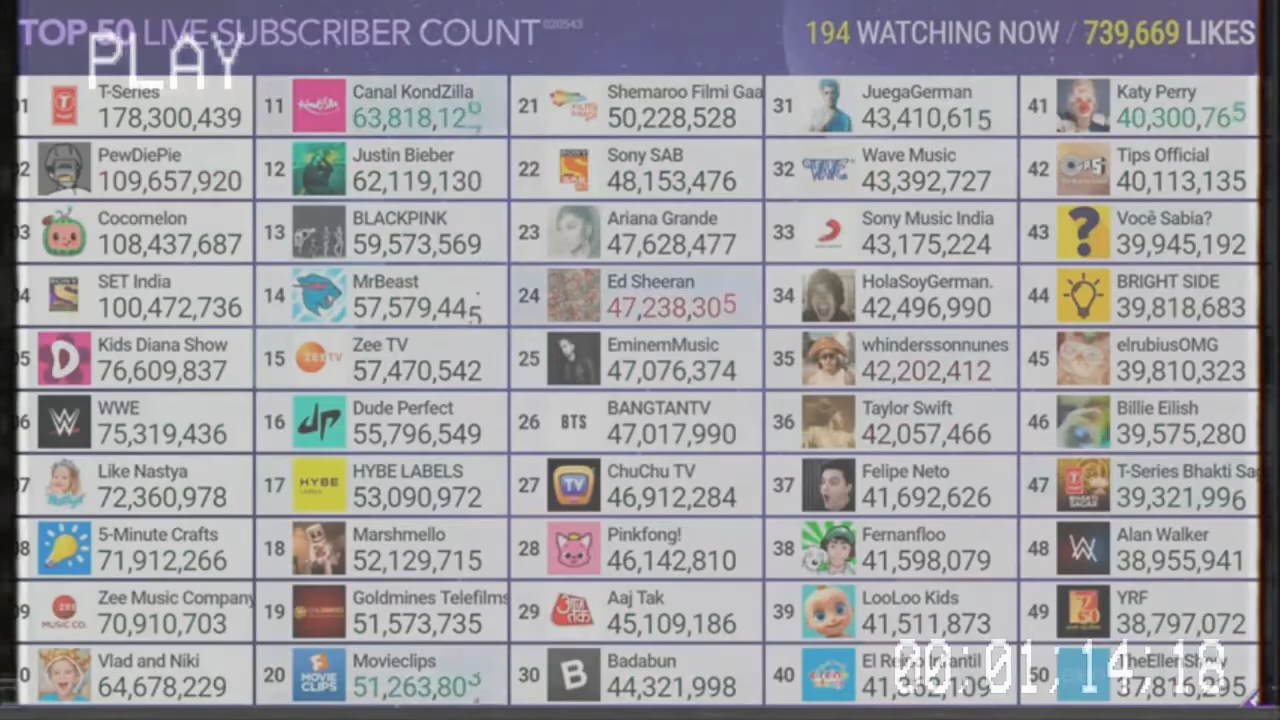 TOP 50 LIVE SUBSCRIBER COUNT 020543
194 WATCHING NOW / 739,669 LIKES
PLAY
T-Series
178,300,439
PewDiePie
109,657,920
Cocomelon
108,437,687
SET India
100,472,736
Kids Diana Show
76,609,837
WWE
75,319,436
Like Nastya
72,360,978
5-Minute Crafts
71,912,266
Zee Music Company
70,910,703
Vlad and Niki
64,678,229
11 Canal KondZilla
63,818,12
12 Justin Bieber
62,119,130
13 BLACKPINK
59,573,569
14 MrBeast
57,579,44
15 Zee TV
57,470,542
16 Dude Perfect
55,796,549
17 HYBE LABELS
53,090,972
18 Marshmello
52,129,715
19 Goldmines Telefilms
51,573,735
20 Movieclips
51,263,80
21 Shemaroo Filmi Gaa
50,228,528
22 Sony SAB
48,153,476
23 Ariana Grande
47,628,477
24 Ed Sheeran
47,238,305
25 EminemMusic
47,076,374
26 BTS BANGTANTV
47,017,990
27 ChuChu TV
46,912,284
28 Pinkfong!
46,142,810
29 Aaj Tak
45,109,186
30 Badabun
44,321,998
31 JuegaGerman
43,410,615
32 Wave Music
43,392,727
33 Sony Music India
43,175,224
34 HolaSoyGerman.
42,496,990
35 whinderssonnunes
42,202,412
36 Taylor Swift
42,057,466
37 Felipe Neto
41,692,626
38 Fernanfloo
41,598,079
39 LooLoo Kids
41,511,873
40 El Reino Infantil
41 Katy Perry
40,300,765
42 Tips Official
40,113,135
43 Você Sabia?
39,945,192
44 BRIGHT SIDE
39,818,683
45 elrubiusOMG
39,810,323
46 Billie Eilish
39,575,280
47 T-Series Bhakti Sag
39,321,996
48 Alan Walker
38,955,941
49 YRF
38,797,072
50 TheEllenShow
37,816,295
00:01:14:18